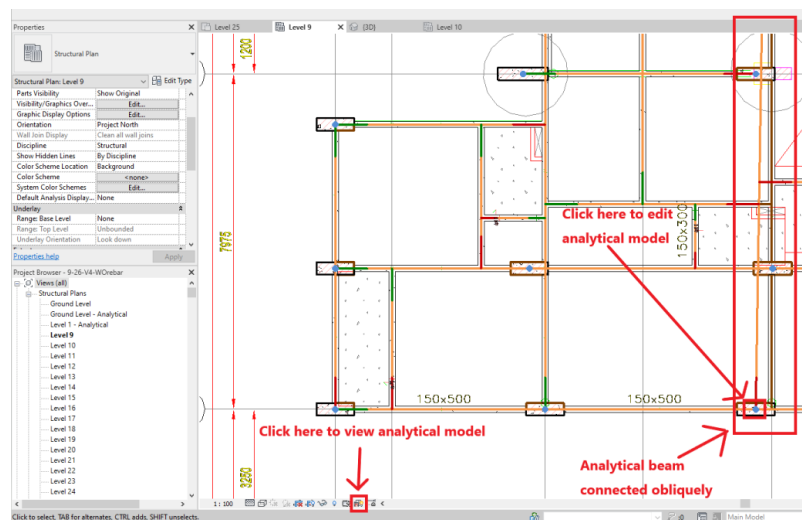 Properties
Level 25
Level 9
{3D}
Level 10
Structural Plan
Structural Plan: Level 9
Edit Type
Parts Visibility Show Original
Visibility/Graphics Over... Edit...
Graphic Display Options Edit...
Orientation Project North
Wall Join Display Clean all wall joins
Discipline Structural
Show Hidden Lines By Discipline
Color Scheme Location Background
Color Scheme <none>
System Color Schemes Edit...
Default Analysis Display... None
Underlay
Range: Base Level None
Range: Top Level Unbounded
Underlay Orientation Look down
Properties help
Apply
Project Browser - 9-26-V4-WOrebar
Views (all)
Structural Plans
Ground Level
Ground Level - Analytical
Level 1 - Analytical
Level 9
Level 10
Level 11
Level 12
Level 13
Level 14
Level 15
Level 16
Level 17
Level 18
Level 19
Level 20
Level 21
Level 22
Level 23
Level 24
1200
7975
3250
Click here to edit
analytical model
150x300
150x500
150x500
Click here to view analytical model
Analytical beam
connected obliquely
1 : 100
Click to select, TAB for alternates, CTRL adds, SHIFT unselects.
:0
Main Model